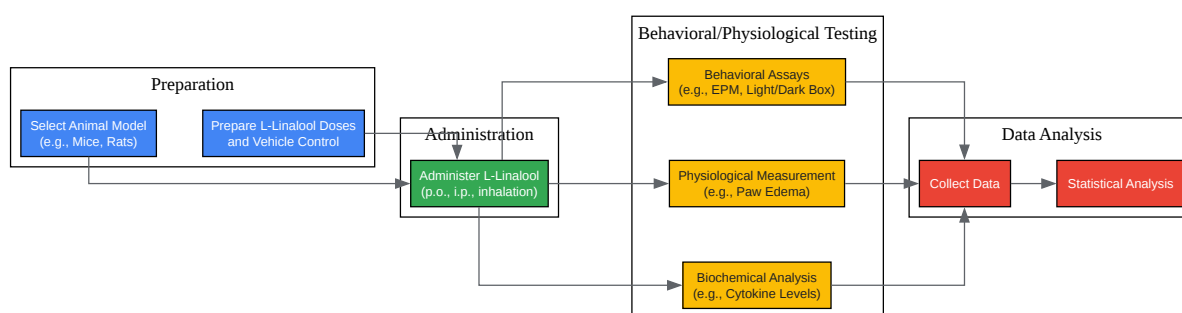 Preparation
Select Animal Model
(e.g., Mice, Rats)
Prepare L-Linalool Doses
and Vehicle Control
Administration
Administer L-Linalool
(p.o., i.p., inhalation)
Behavioral/Physiological Testing
Behavioral Assays
(e.g., EPM, Light/Dark Box)
Physiological Measurement
(e.g., Paw Edema)
Biochemical Analysis
(e.g., Cytokine Levels)
Data Analysis
Collect Data
Statistical Analysis